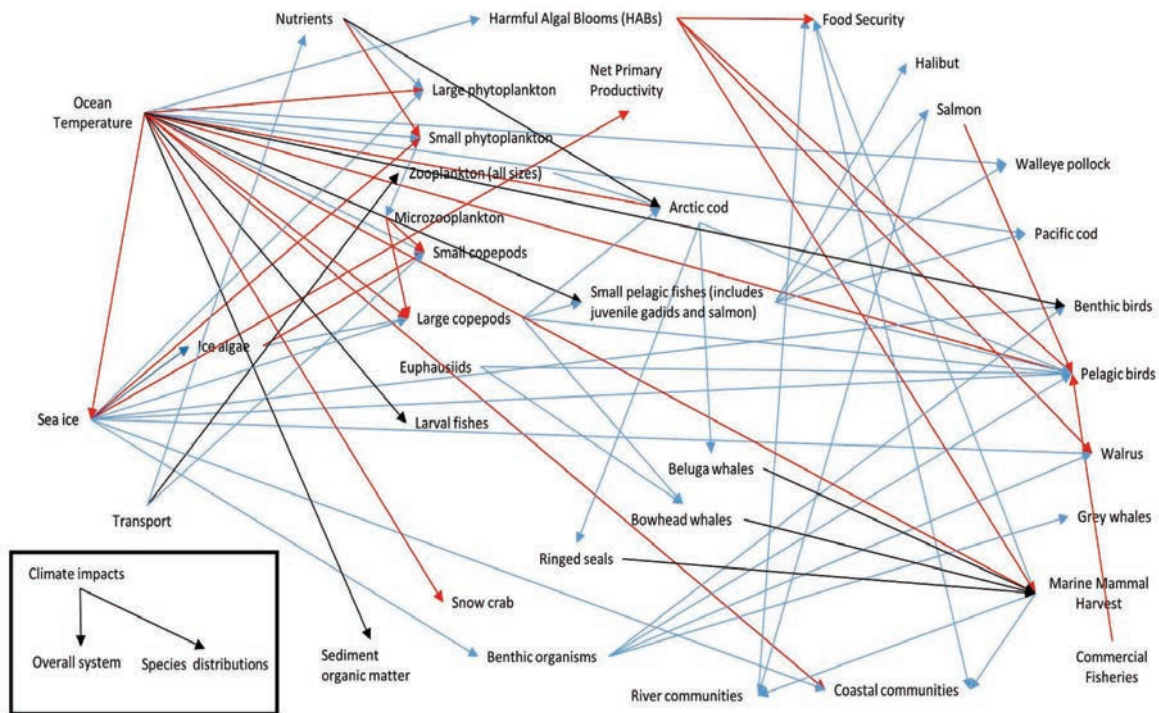 Nutrients
Harmful Algal Blooms (HABs)
Food Security
Halibut
Net Primary
Productivity
Large phytoplankton
Ocean
Temperature
Salmon
Small phytoplankton
Walleye pollock
Zooplankton (all sizes)
Arctic cod
Microzooplankton
Pacific cod
Small copepods
Small pelagic fishes (includes
juvenile gadids and salmon)
Benthic birds
Large copepods
Ice algae
Euphausiids
Pelagic birds
Sea ice
Larval fishes
Walrus
Beluga whales
Transport
Bowhead whales
Grey whales
Ringed seals
Marine Mammal
Harvest
Climate impacts
Snow crab
Overall system
Species distributions
Sediment
organic matter
Benthic organisms
Commercial
Fisheries
River communities
Coastal communities